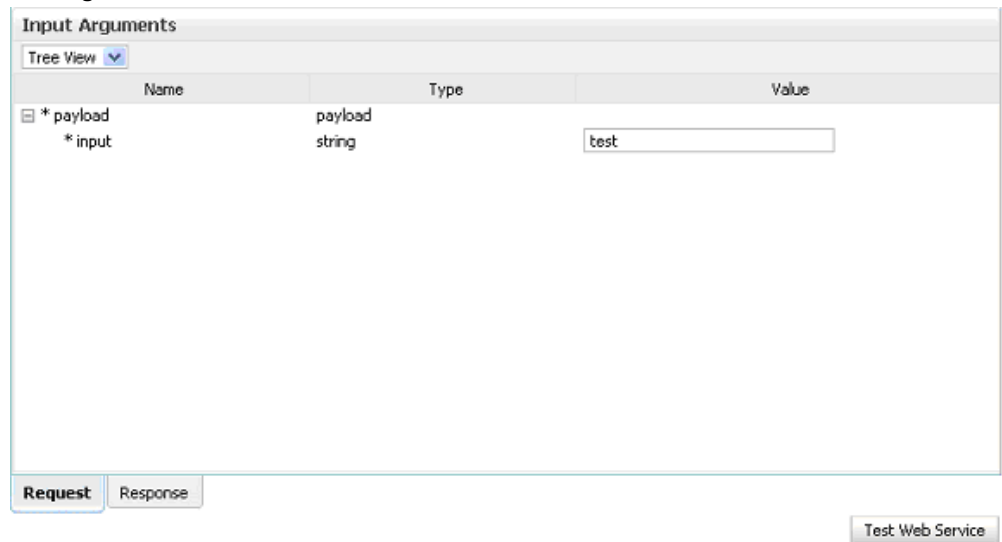 Input Arguments
Tree View
Name Type Value
* payload payload
* input string test
Request Response
Test Web Service